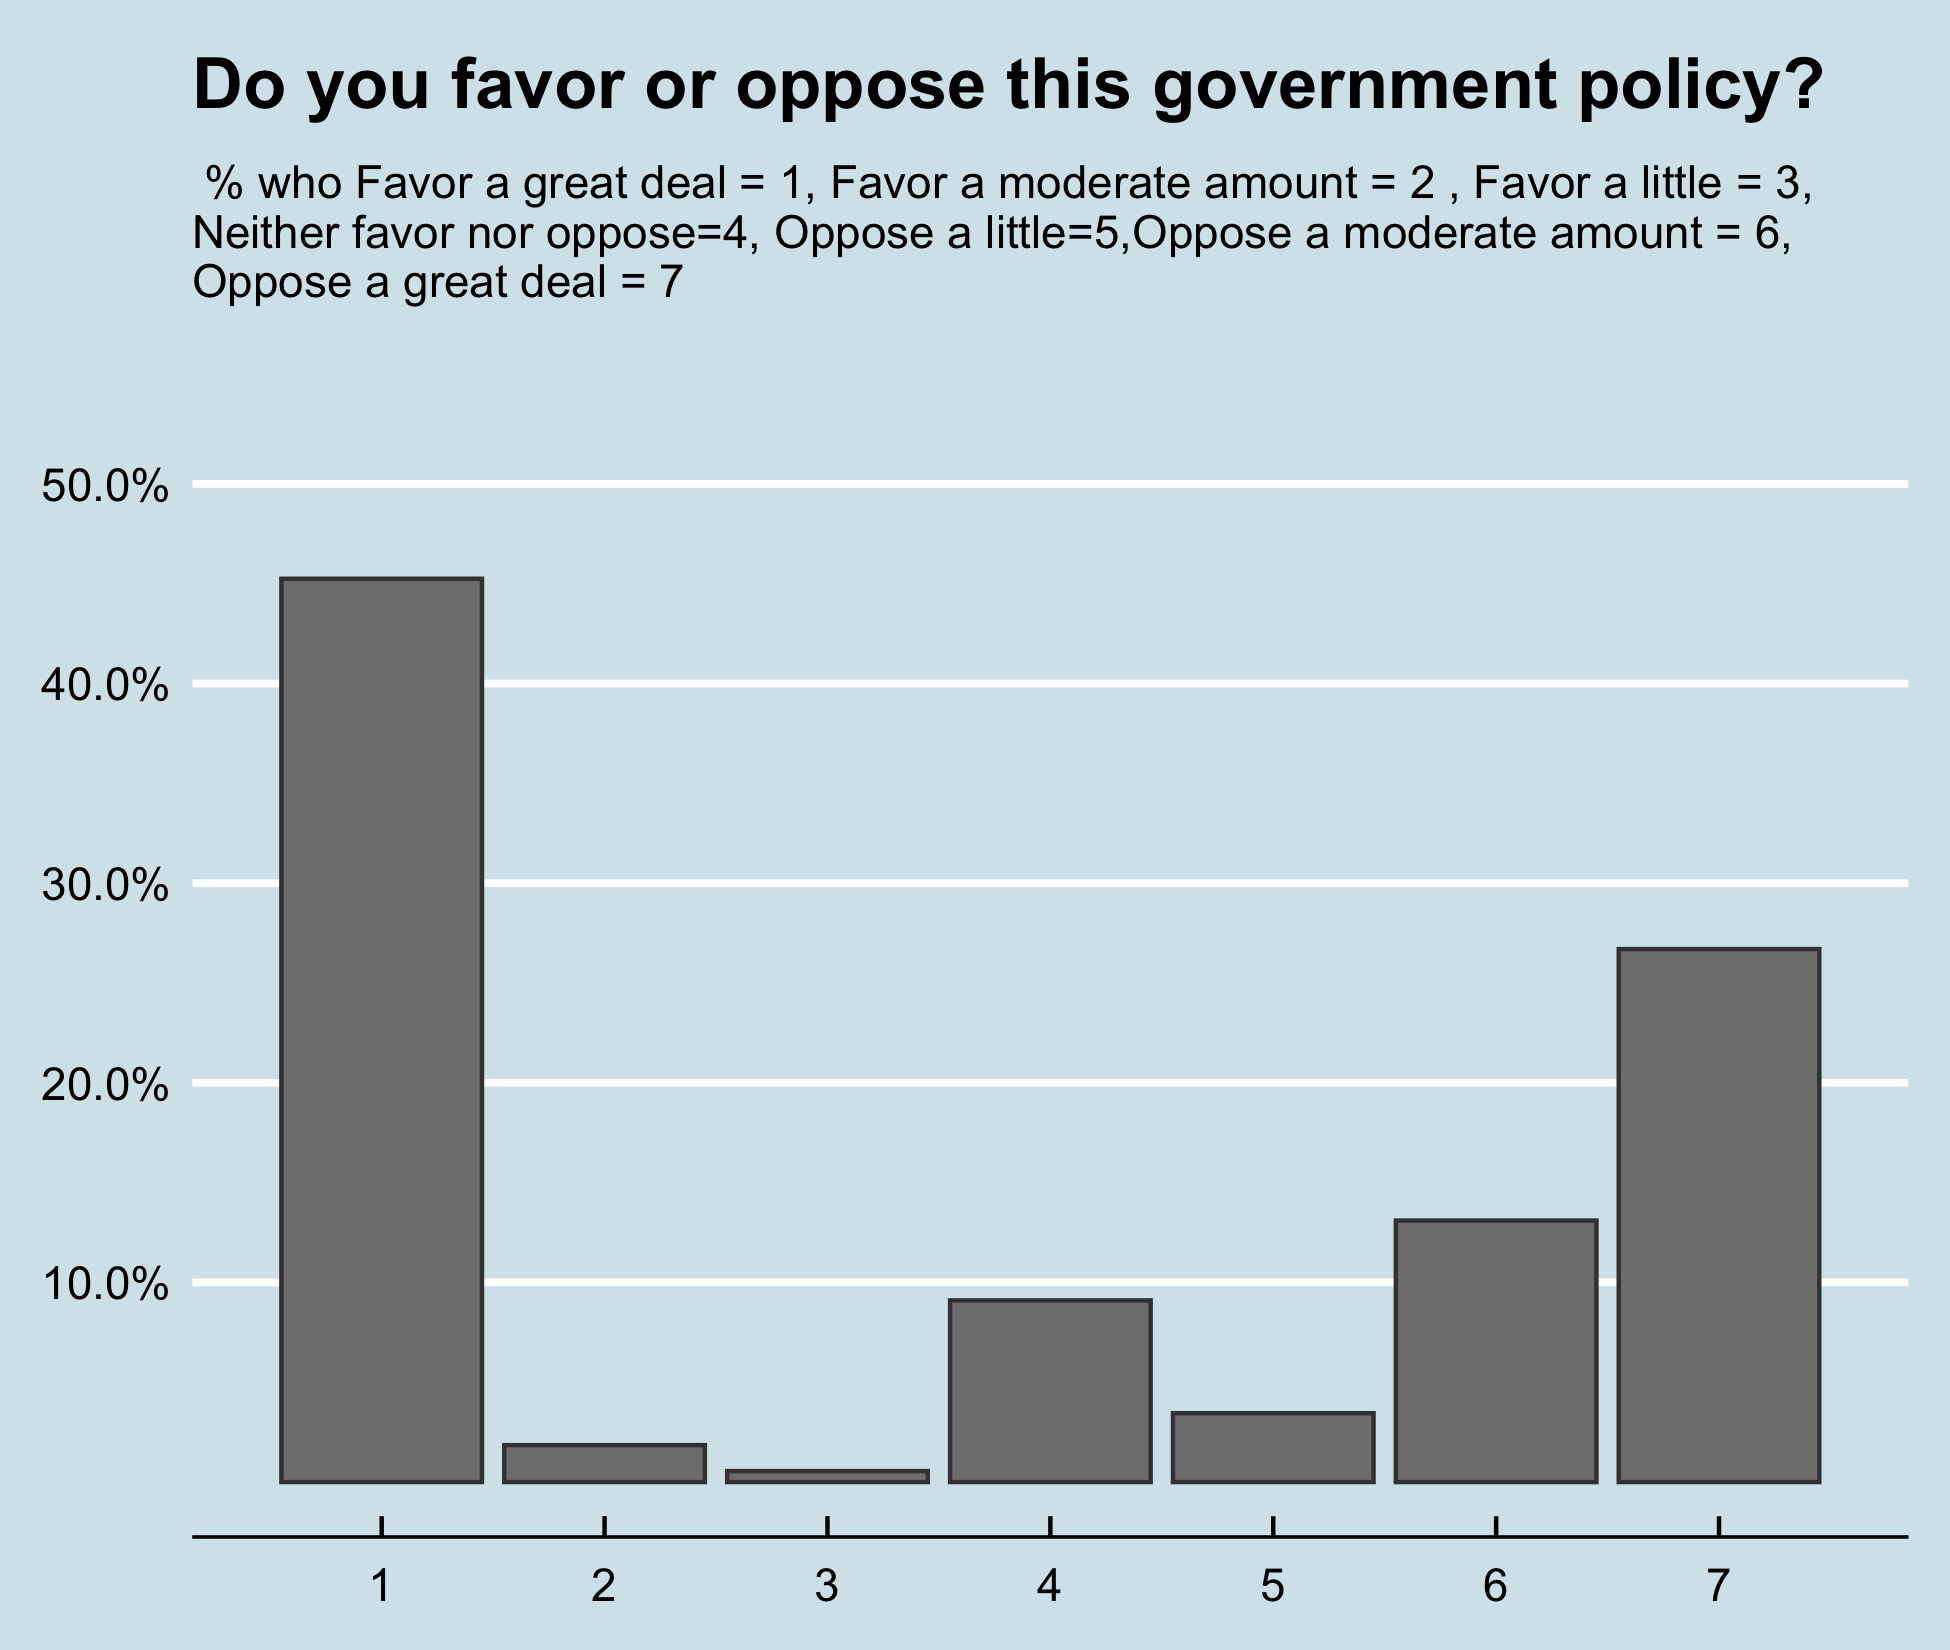 Do you favor or oppose this government policy?
% who Favor a great deal = 1, Favor a moderate amount = 2 , Favor a little = 3,
Neither favor nor oppose=4, Oppose a little=5,Oppose a moderate amount = 6,
Oppose a great deal = 7
50.0%
40.0%
30.0%
20.0%
10.0%
1 2 3 4 5 6 7